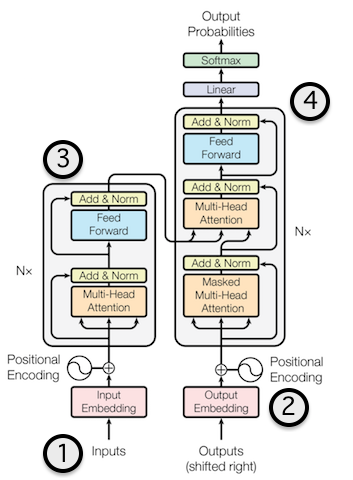 Output
Probabilities
Softmax
Linear
4
Add & Norm
Feed
Forward
Add & Norm
Multi-Head
Attention
Nx
Add & Norm
Masked
Multi-Head
Attention
3
Add & Norm
Feed
Forward
Nx
Add & Norm
Multi-Head
Attention
Positional
Encoding
Positional
Encoding
Input
Embedding
Output
Embedding
2
1
Inputs
Outputs
(shifted right)